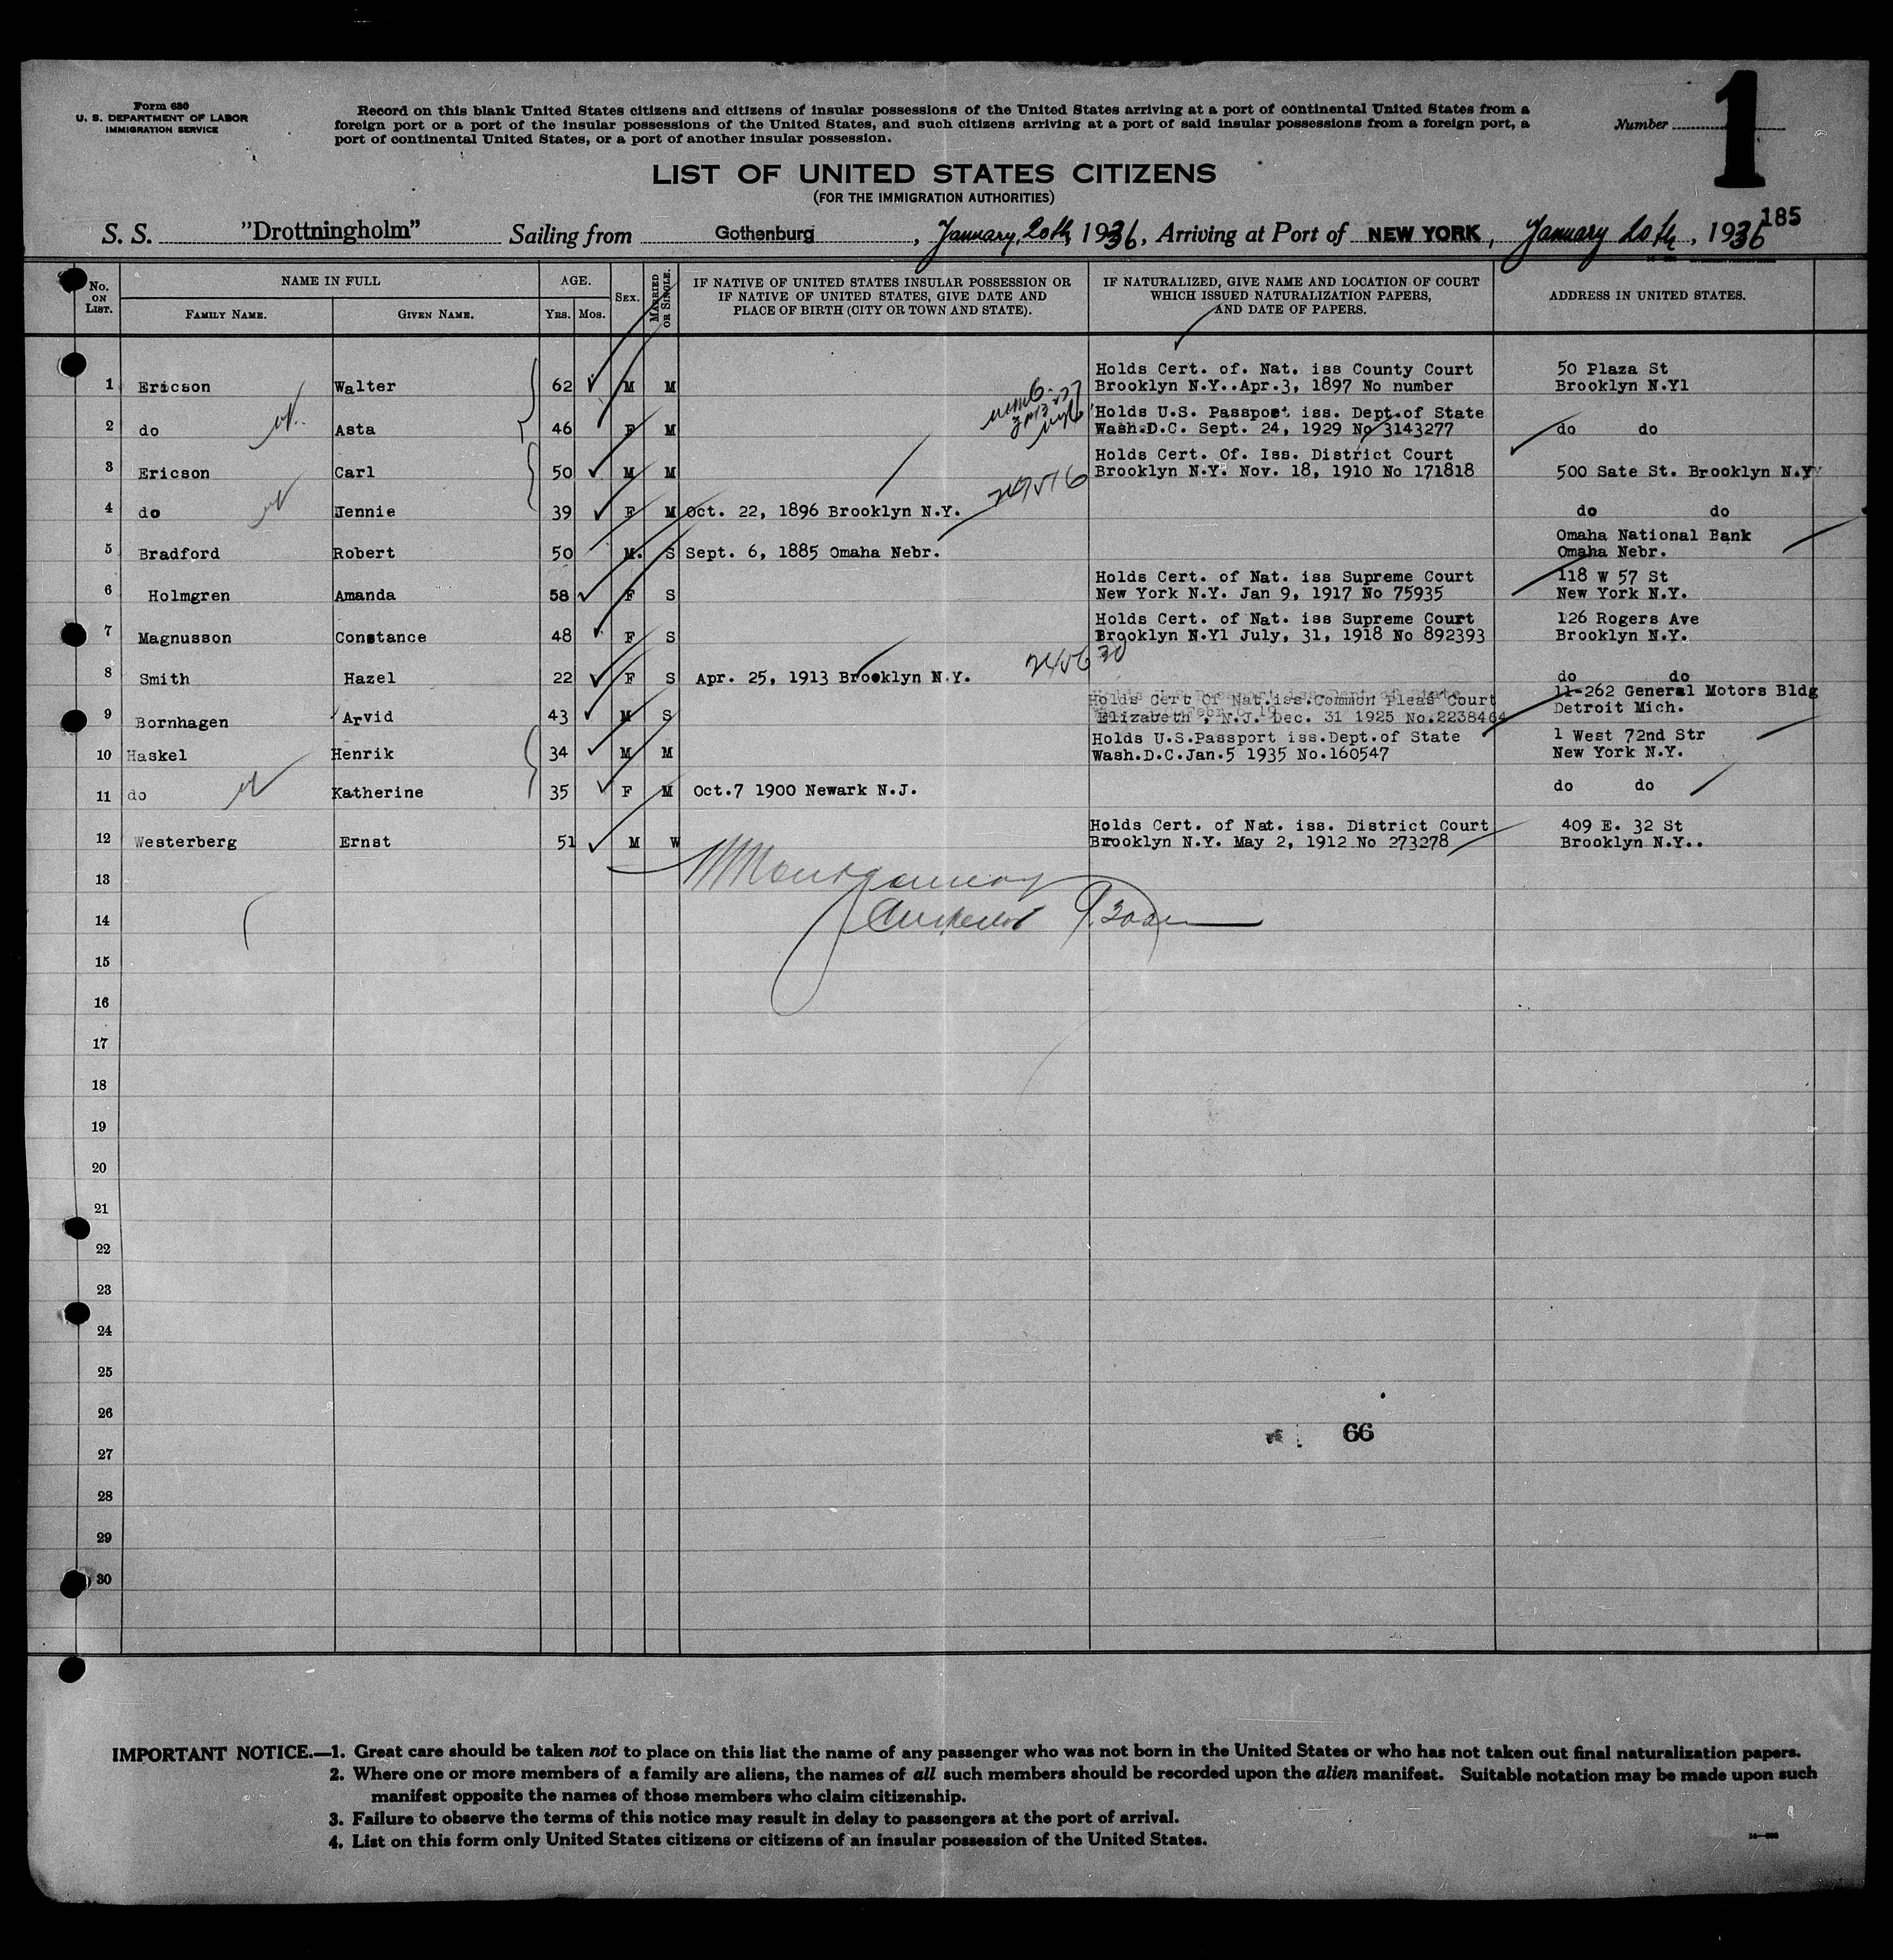 Form 630
U. S. DEPARTMENT OF LABOR
IMMIGRATION SERVICE
Record on this blank United States citizens and citizens of insular possessions of the United States arriving at a port of continental United States from a
foreign port or a port of the insular possessions of the United States, and such citizens arriving at a port of said insular possessions from a foreign port, a
port of continental United States, or a port of another insular possession.
Number
1
LIST OF UNITED STATES CITIZENS
(FOR THE IMMIGRATION AUTHORITIES)
185
S. S. "Drottningholm" Sailing from Gothenburg, January, 20th, 1936, Arriving at Port of NEW YORK, January 20th, 1936
No. ON LIST. NAME IN FULL AGE. SEX. MARRIED OR SINGLE. IF NATIVE OF UNITED STATES INSULAR POSSESSION OR IF NATIVE OF UNITED STATES, GIVE DATE AND PLACE OF BIRTH (CITY OR TOWN AND STATE). IF NATURALIZED, GIVE NAME AND LOCATION OF COURT WHICH ISSUED NATURALIZATION PAPERS, AND DATE OF PAPERS. ADDRESS IN UNITED STATES.
FAMILY NAME. GIVEN NAME. YRS. MOS.
Holds Cert. of. Nat. iss County Court 50 Plaza St
1 Ericson Walter 62 M M Brooklyn N.Y..Apr.3, 1897 No number Brooklyn N.Yl
Holds U.S. Passport iss. Dept.of State
2 do Asta 46 F M Wash.D.C. Sept. 24, 1929 No 3143277 do do
Holds Cert. Of. Iss. District Court
3 Ericson Carl 50 M M Brooklyn N.Y. Nov. 18, 1910 No 171818 500 Sate St. Brooklyn N.Y
4 do Jennie 39 F M Oct. 22, 1896 Brooklyn N.Y. do do
Omaha National Bank
5 Bradford Robert 50 M. S Sept. 6, 1885 Omaha Nebr. Omaha Nebr.
Holds Cert. of Nat. iss Supreme Court 118 W 57 St
6 Holmgren Amanda 58 F S New York N.Y. Jan 9, 1917 No 75935 New York N.Y.
Holds Cert. of Nat. iss Supreme Court 126 Rogers Ave
7 Magnusson Constance 48 F S Brooklyn N.Yl July, 31, 1918 No 892393 Brooklyn N.Y.
8 Smith Hazel 22 F S Apr. 25, 1913 Brooklyn N.Y. do do
Holds Cert Of Nat.iss.Common Pleas Court 11-262 General Motors Bldg
9 Bornhagen Arvid 43 M S Elizabeth , N.J. Dec. 31 1925 No.2238464 Detroit Mich.
Holds U.S.Passport iss.Dept.of State 1 West 72nd Str
10 Haskel Henrik 34 M M Wash.D.C.Jan.5 1935 No.160547 New York N.Y.
11 do Katherine 35 F M Oct.7 1900 Newark N.J. do do
Holds Cert. of Nat. iss. District Court 409 E. 32 St
12 Westerberg Ernst 51 M W Brooklyn N.Y. May 2, 1912 No 273278 Brooklyn N.Y..
13
Montgomery
14
15
16
17
18
19
20
21
22
23
24
25
26
66
27
28
29
30
IMPORTANT NOTICE.—1. Great care should be taken not to place on this list the name of any passenger who was not born in the United States or who has not taken out final naturalization papers.
2. Where one or more members of a family are aliens, the names of all such members should be recorded upon the alien manifest. Suitable notation may be made upon such
manifest opposite the names of those members who claim citizenship.
3. Failure to observe the terms of this notice may result in delay to passengers at the port of arrival.
4. List on this form only United States citizens or citizens of an insular possession of the United States.